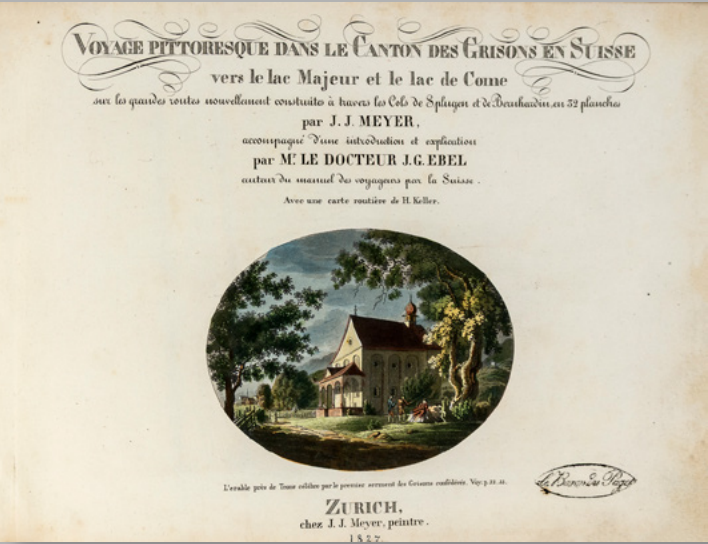 VOYAGE PITTORESQUE DANS LE CANTON DES GRISONS EN SUISSE
vers le lac Majeur et le lac de Come
sur les grandes routes nouvellement construites à travers les Cols de Splugen et de Bernhardin, en 32 planches
par J. J. MEYER,
accompagné d'une introduction et explication
par Mr. LE DOCTEUR J.G. EBEL
auteur du manuel des voyageurs par la Suisse.
Avec une carte routière de H. Keller.
L'erable près de Trons célèbre par le premier serment des Grisons confédérés. Voy. p.
le Baron du
ZURICH,
chez J. J. Meyer, peintre.
1827.